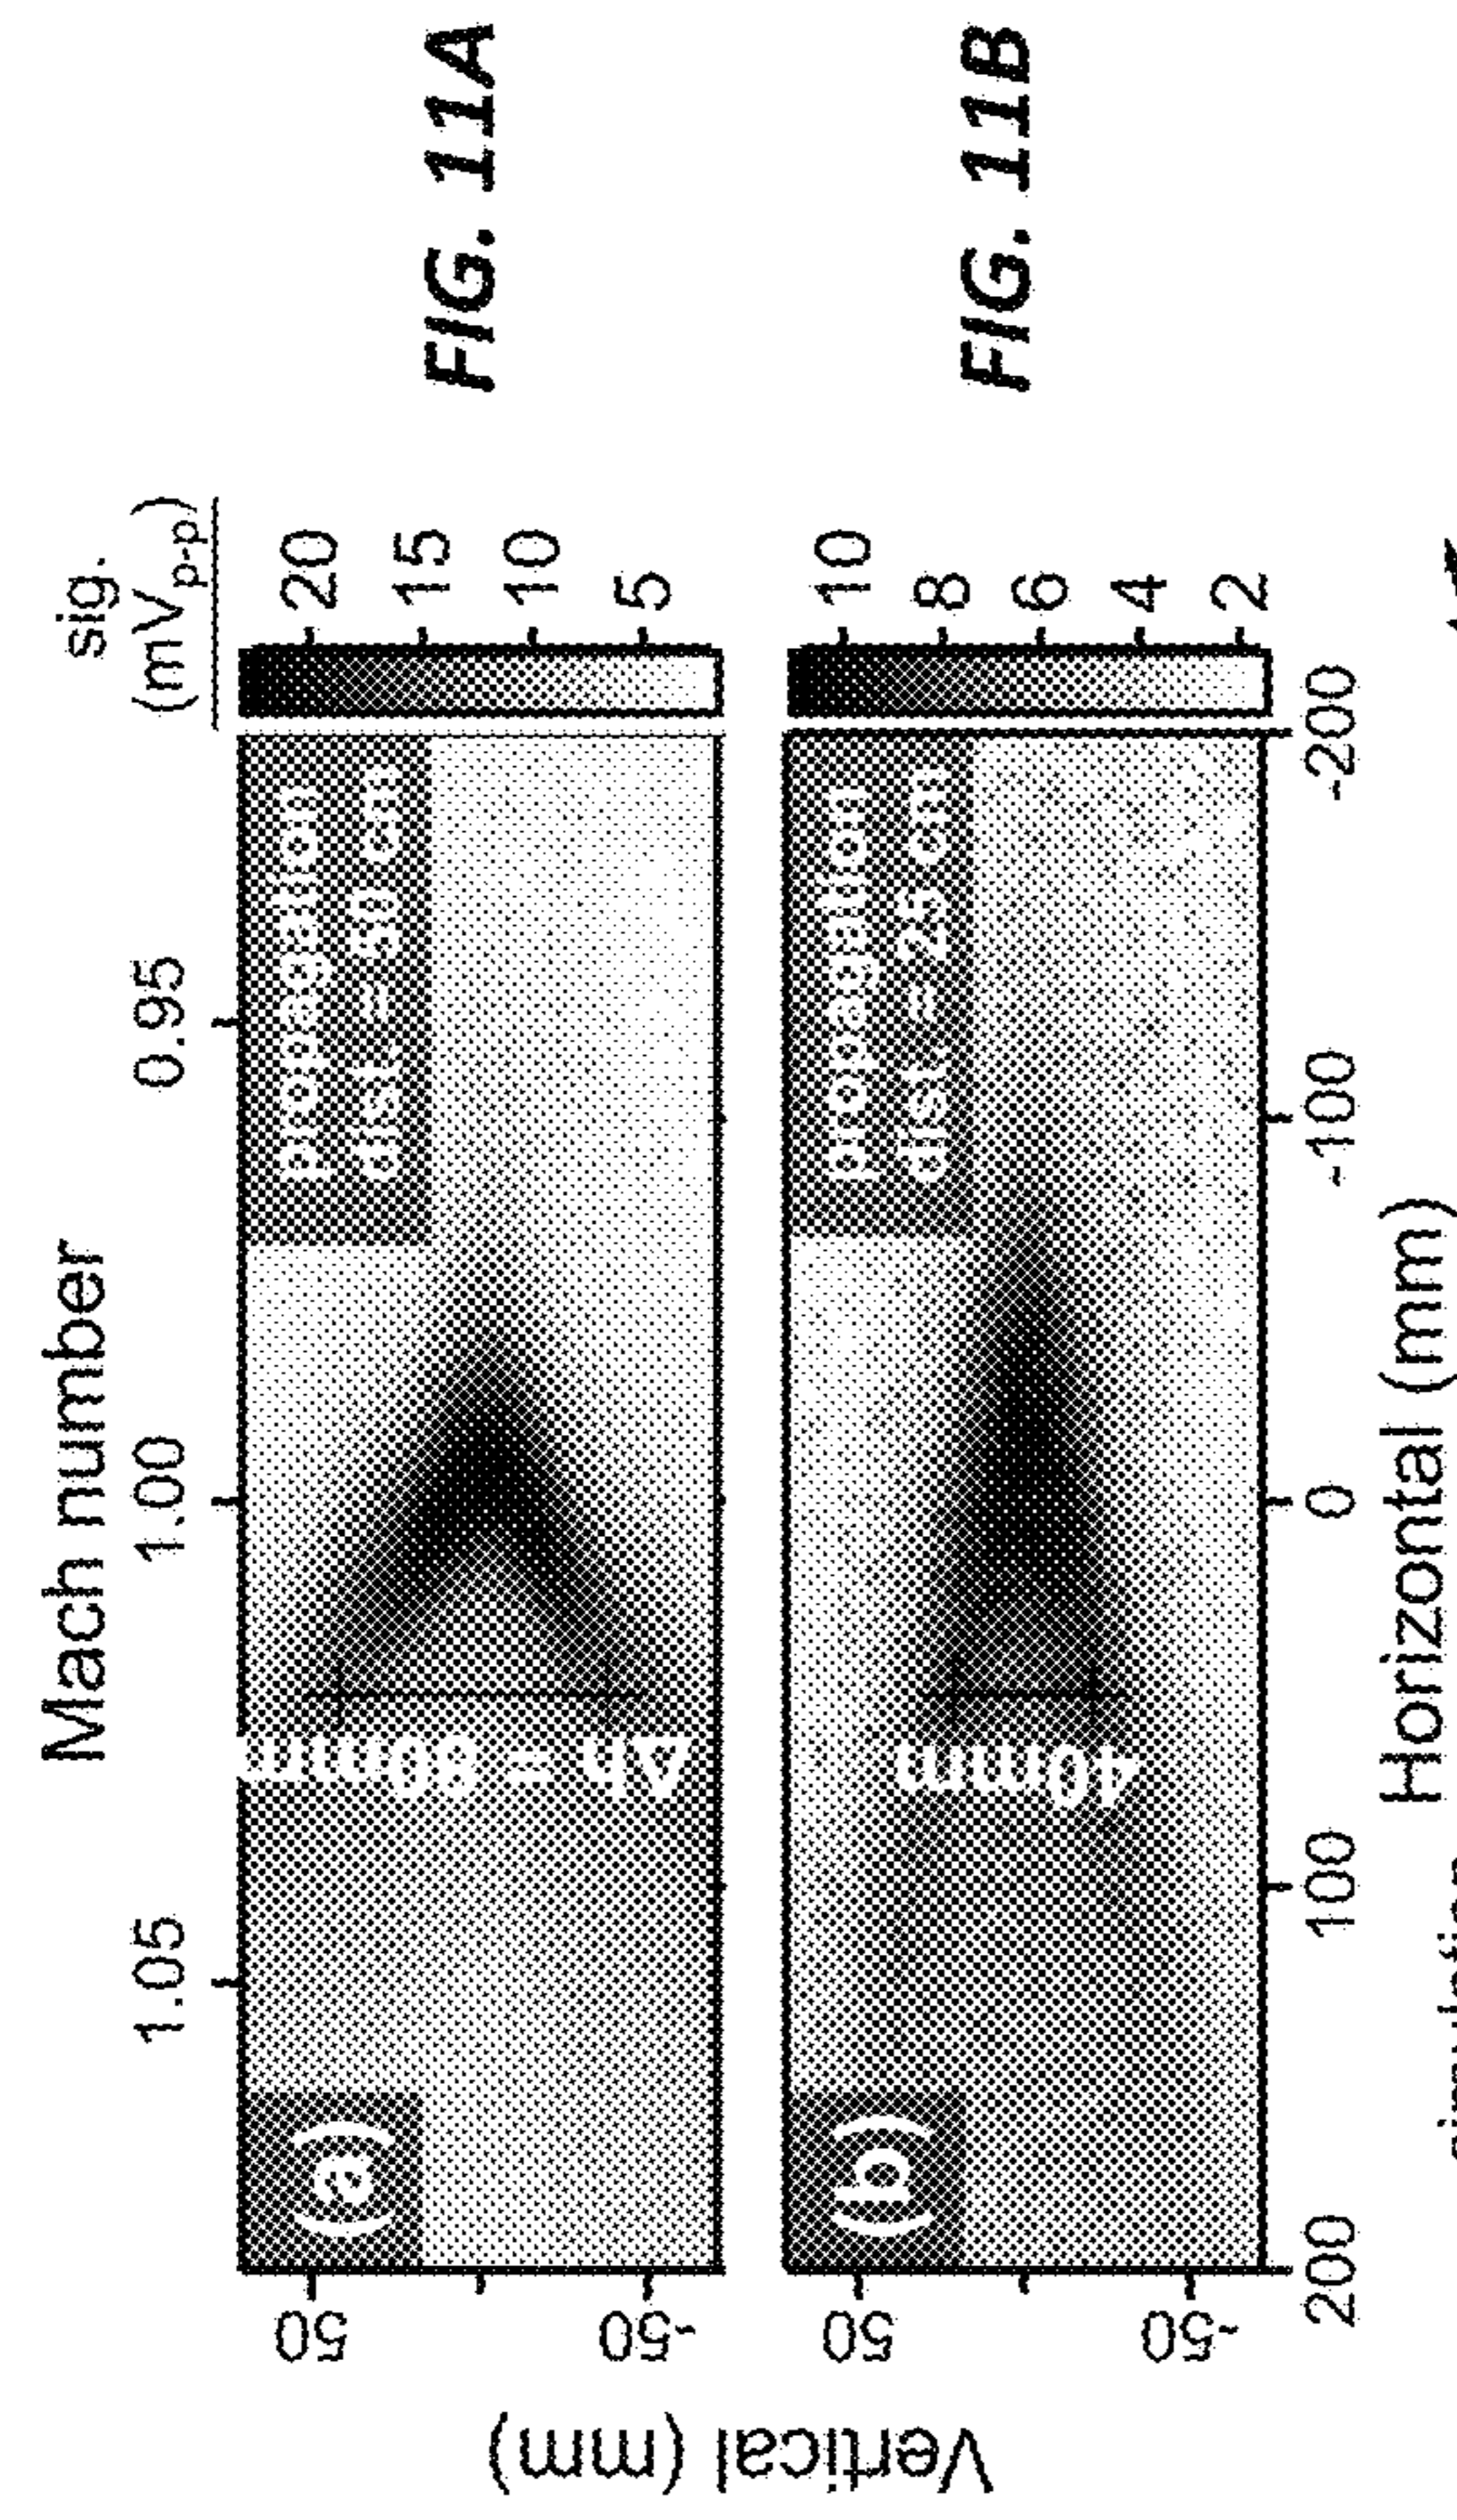 Mach number
1.05
1.00
0.95
sig.
(mVp-p)
(a)
propagation
dist. = 50 cm
Δh = 80mm
50
-50
20
15
10
5
FIG. 11A
(b)
propagation
dist. = 25 cm
40mm
50
-50
10
8
6
4
2
FIG. 11B
Vertical (mm)
200
100
0
-100
-200
Horizontal (mm)